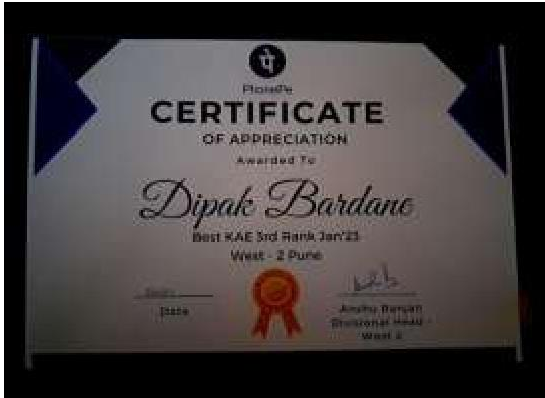 पे
PhonePe
CERTIFICATE
OF APPRECIATION
Awarded To
Dipak Bardane
Best KAE 3rd Rank Jan'23
West - 2 Pune
Date
Anshu
Divisional Head -
West 2